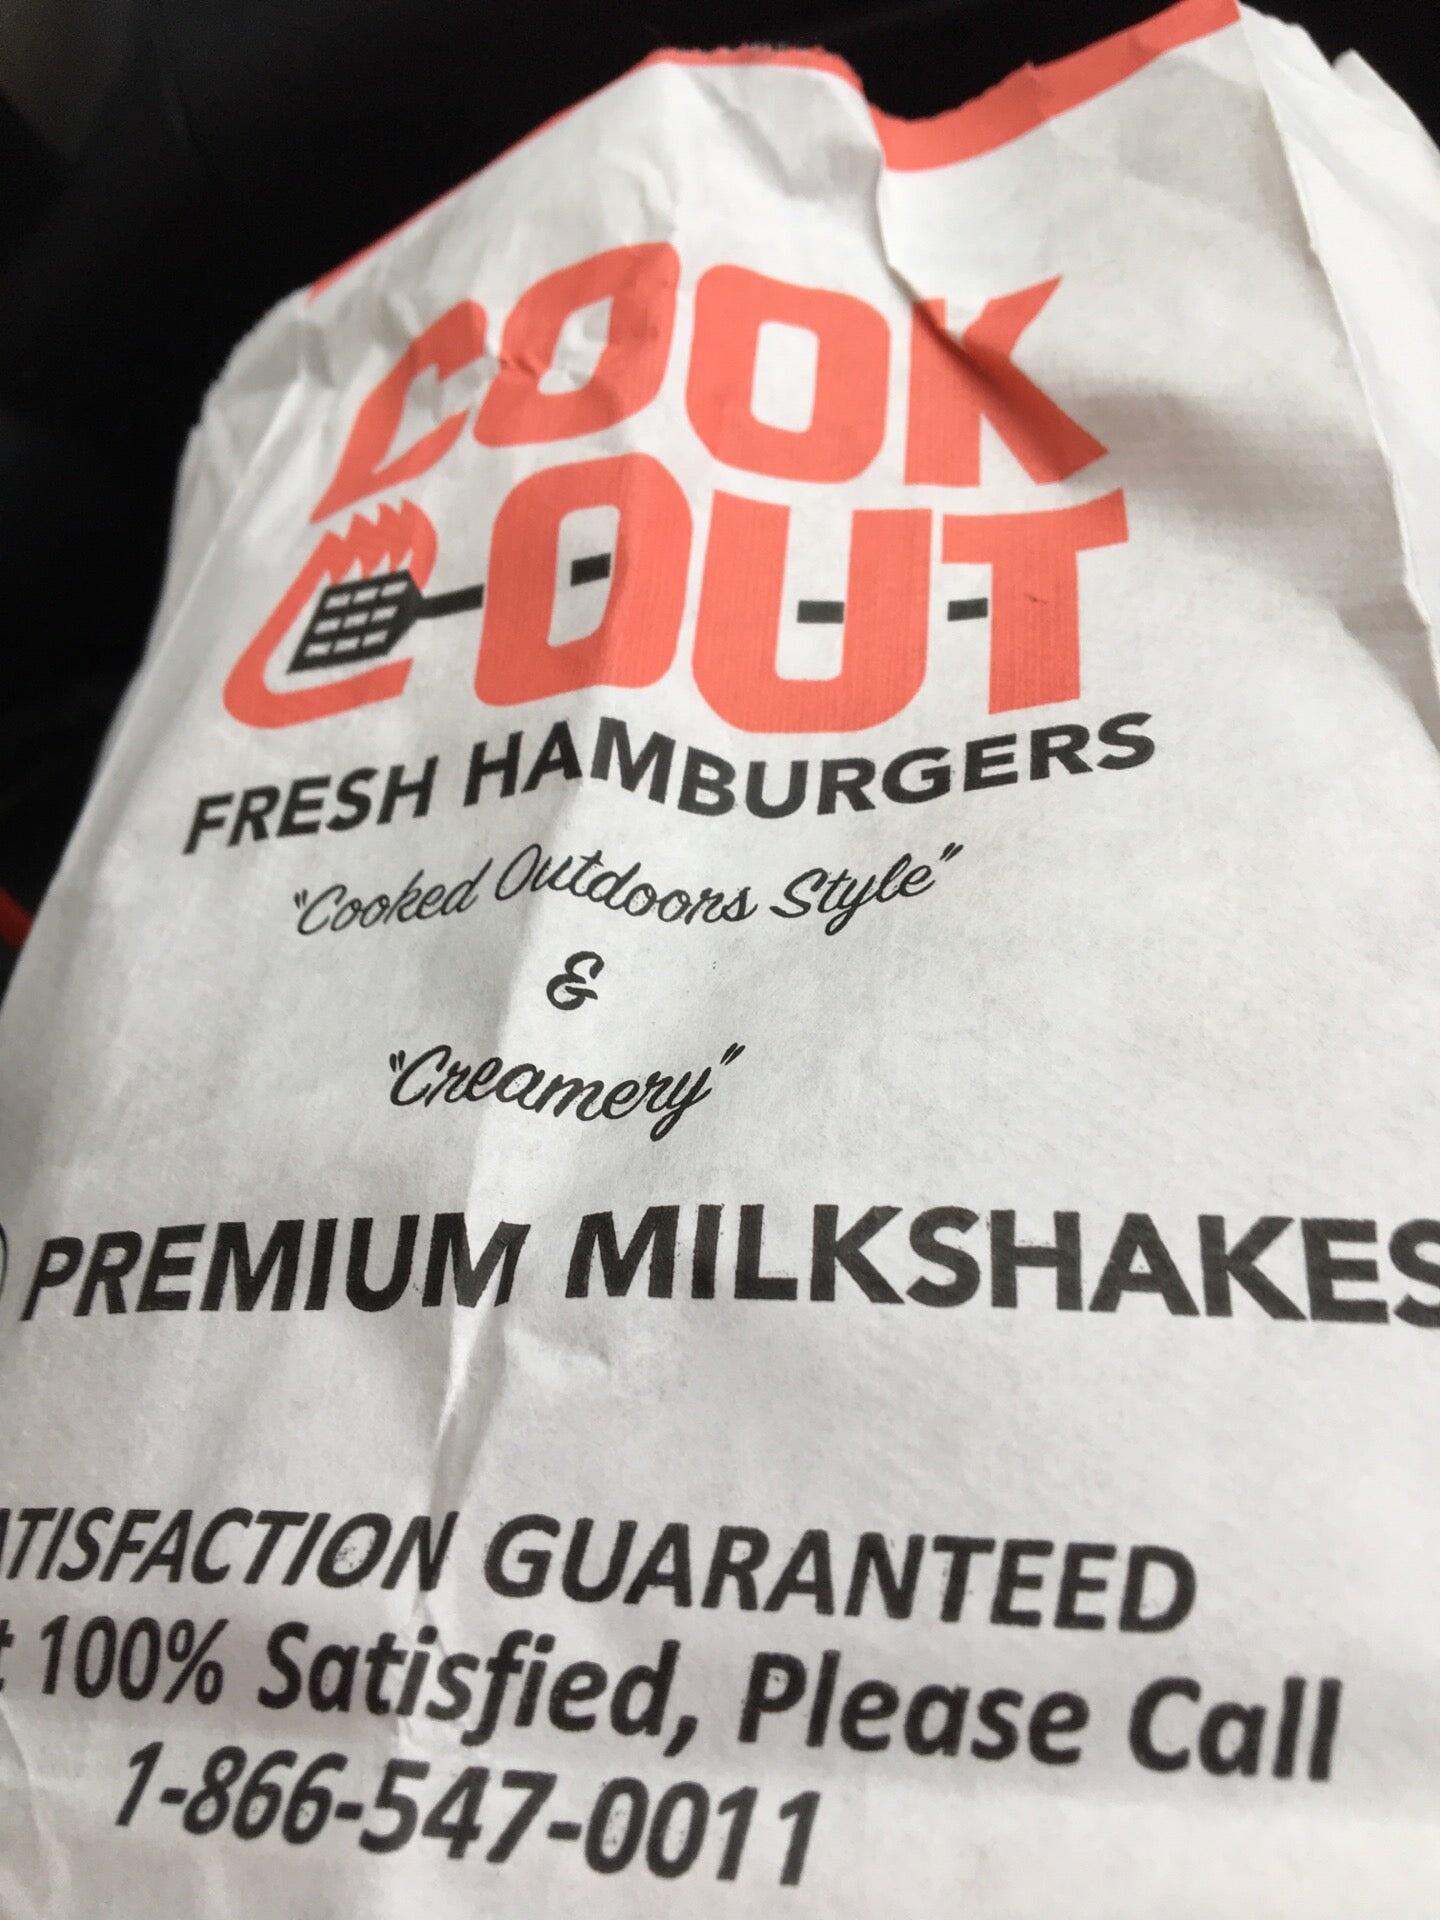 COOK
OUT
FRESH HAMBURGERS
"Cooked Outdoors Style"
&
"Creamery"
PREMIUM MILKSHAKES
ATISFACTION GUARANTEED
t 100% Satisfied, Please Call
1-866-547-0011